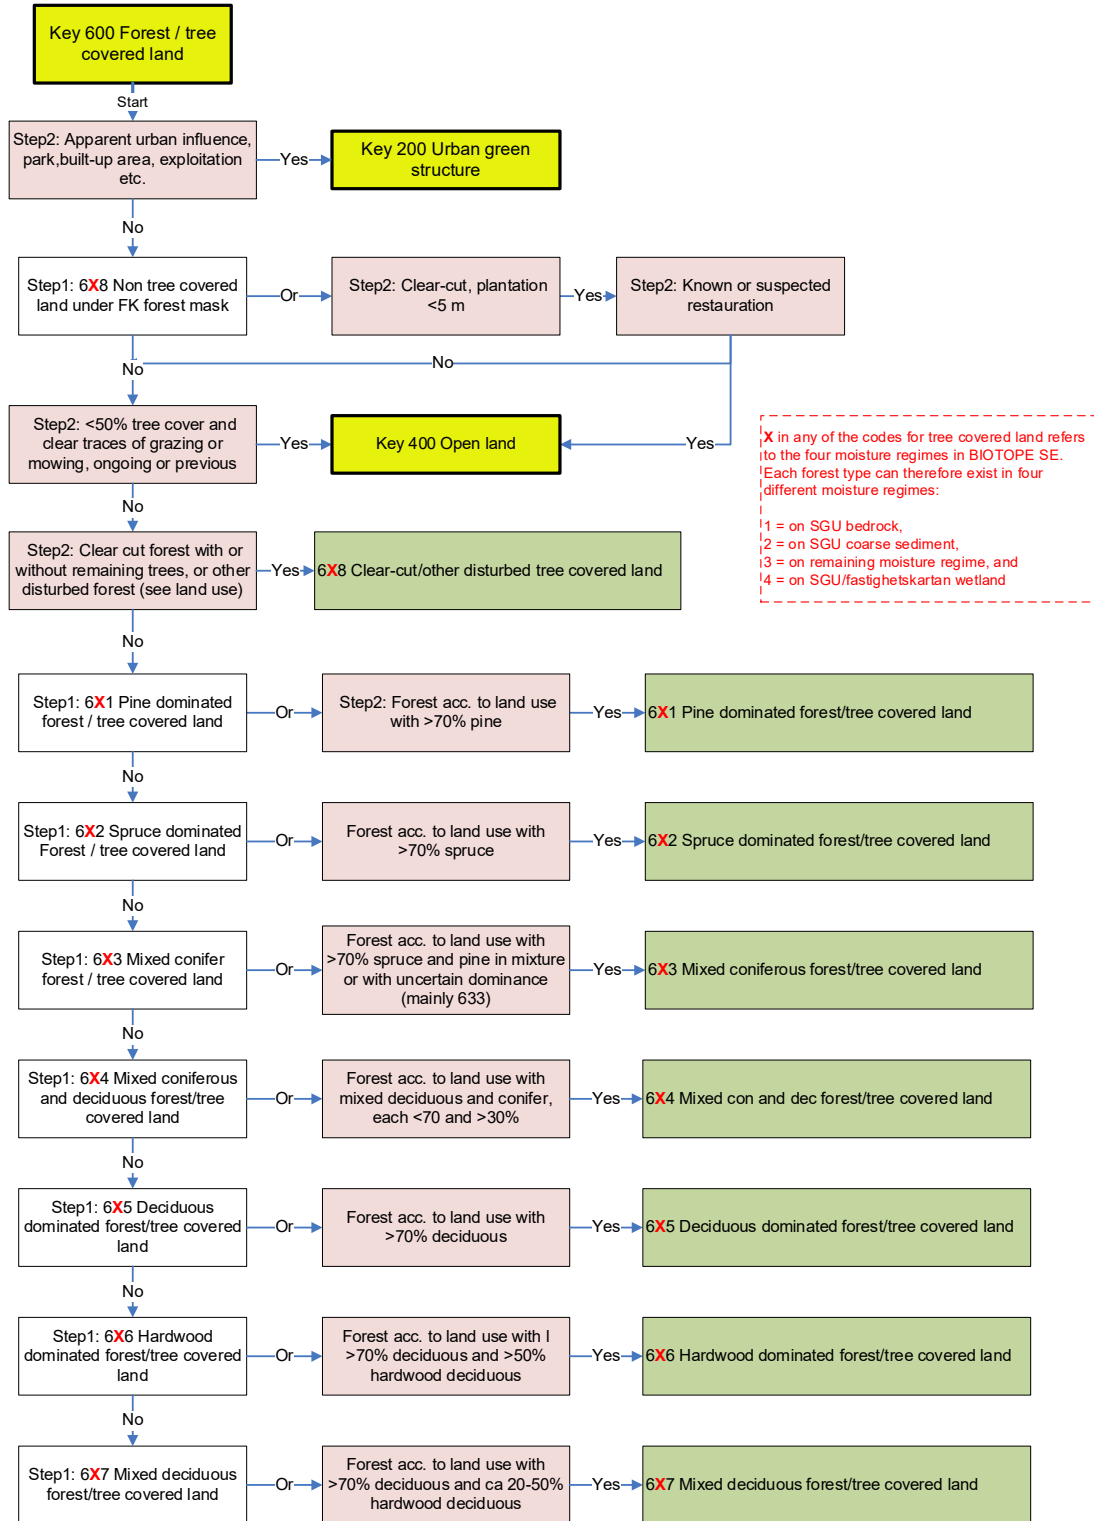 Key 600 Forest / tree
covered land
Start
Step2: Apparent urban influence,
park,built-up area, exploitation
etc.
Yes
Key 200 Urban green
structure
No
Step1: 6X8 Non tree covered
land under FK forest mask
Or
Step2: Clear-cut, plantation
<5 m
Yes
Step2: Known or suspected
restauration
No
No
Step2: <50% tree cover and
clear traces of grazing or
mowing, ongoing or previous
Yes
Key 400 Open land
Yes
X in any of the codes for tree covered land refers
to the four moisture regimes in BIOTOPE SE.
Each forest type can therefore exist in four
different moisture regimes:
1 = on SGU bedrock,
2 = on SGU coarse sediment,
3 = on remaining moisture regime, and
4 = on SGU/fastighetskartan wetland
No
Step2: Clear cut forest with or
without remaining trees, or other
disturbed forest (see land use)
Yes
6X8 Clear-cut/other disturbed tree covered land
No
Step1: 6X1 Pine dominated
forest / tree covered land
Or
Step2: Forest acc. to land use
with >70% pine
Yes
6X1 Pine dominated forest/tree covered land
No
Step1: 6X2 Spruce dominated
Forest / tree covered land
Or
Forest acc. to land use with
>70% spruce
Yes
6X2 Spruce dominated forest/tree covered land
No
Step1: 6X3 Mixed conifer
forest / tree covered land
Or
Forest acc. to land use with
>70% spruce and pine in mixture
or with uncertain dominance
(mainly 633)
Yes
6X3 Mixed coniferous forest/tree covered land
No
Step1: 6X4 Mixed coniferous
and deciduous forest/tree
covered land
Or
Forest acc. to land use with
mixed deciduous and conifer,
each <70 and >30%
Yes
6X4 Mixed con and dec forest/tree covered land
No
Step1: 6X5 Deciduous
dominated forest/tree covered
land
Or
Forest acc. to land use with
>70% deciduous
Yes
6X5 Deciduous dominated forest/tree covered land
No
Step1: 6X6 Hardwood
dominated forest/tree covered
land
Or
Forest acc. to land use with I
>70% deciduous and >50%
hardwood deciduous
Yes
6X6 Hardwood dominated forest/tree covered land
No
Step1: 6X7 Mixed deciduous
forest/tree covered land
Or
Forest acc. to land use with
>70% deciduous and ca 20-50%
hardwood deciduous
Yes
6X7 Mixed deciduous forest/tree covered land